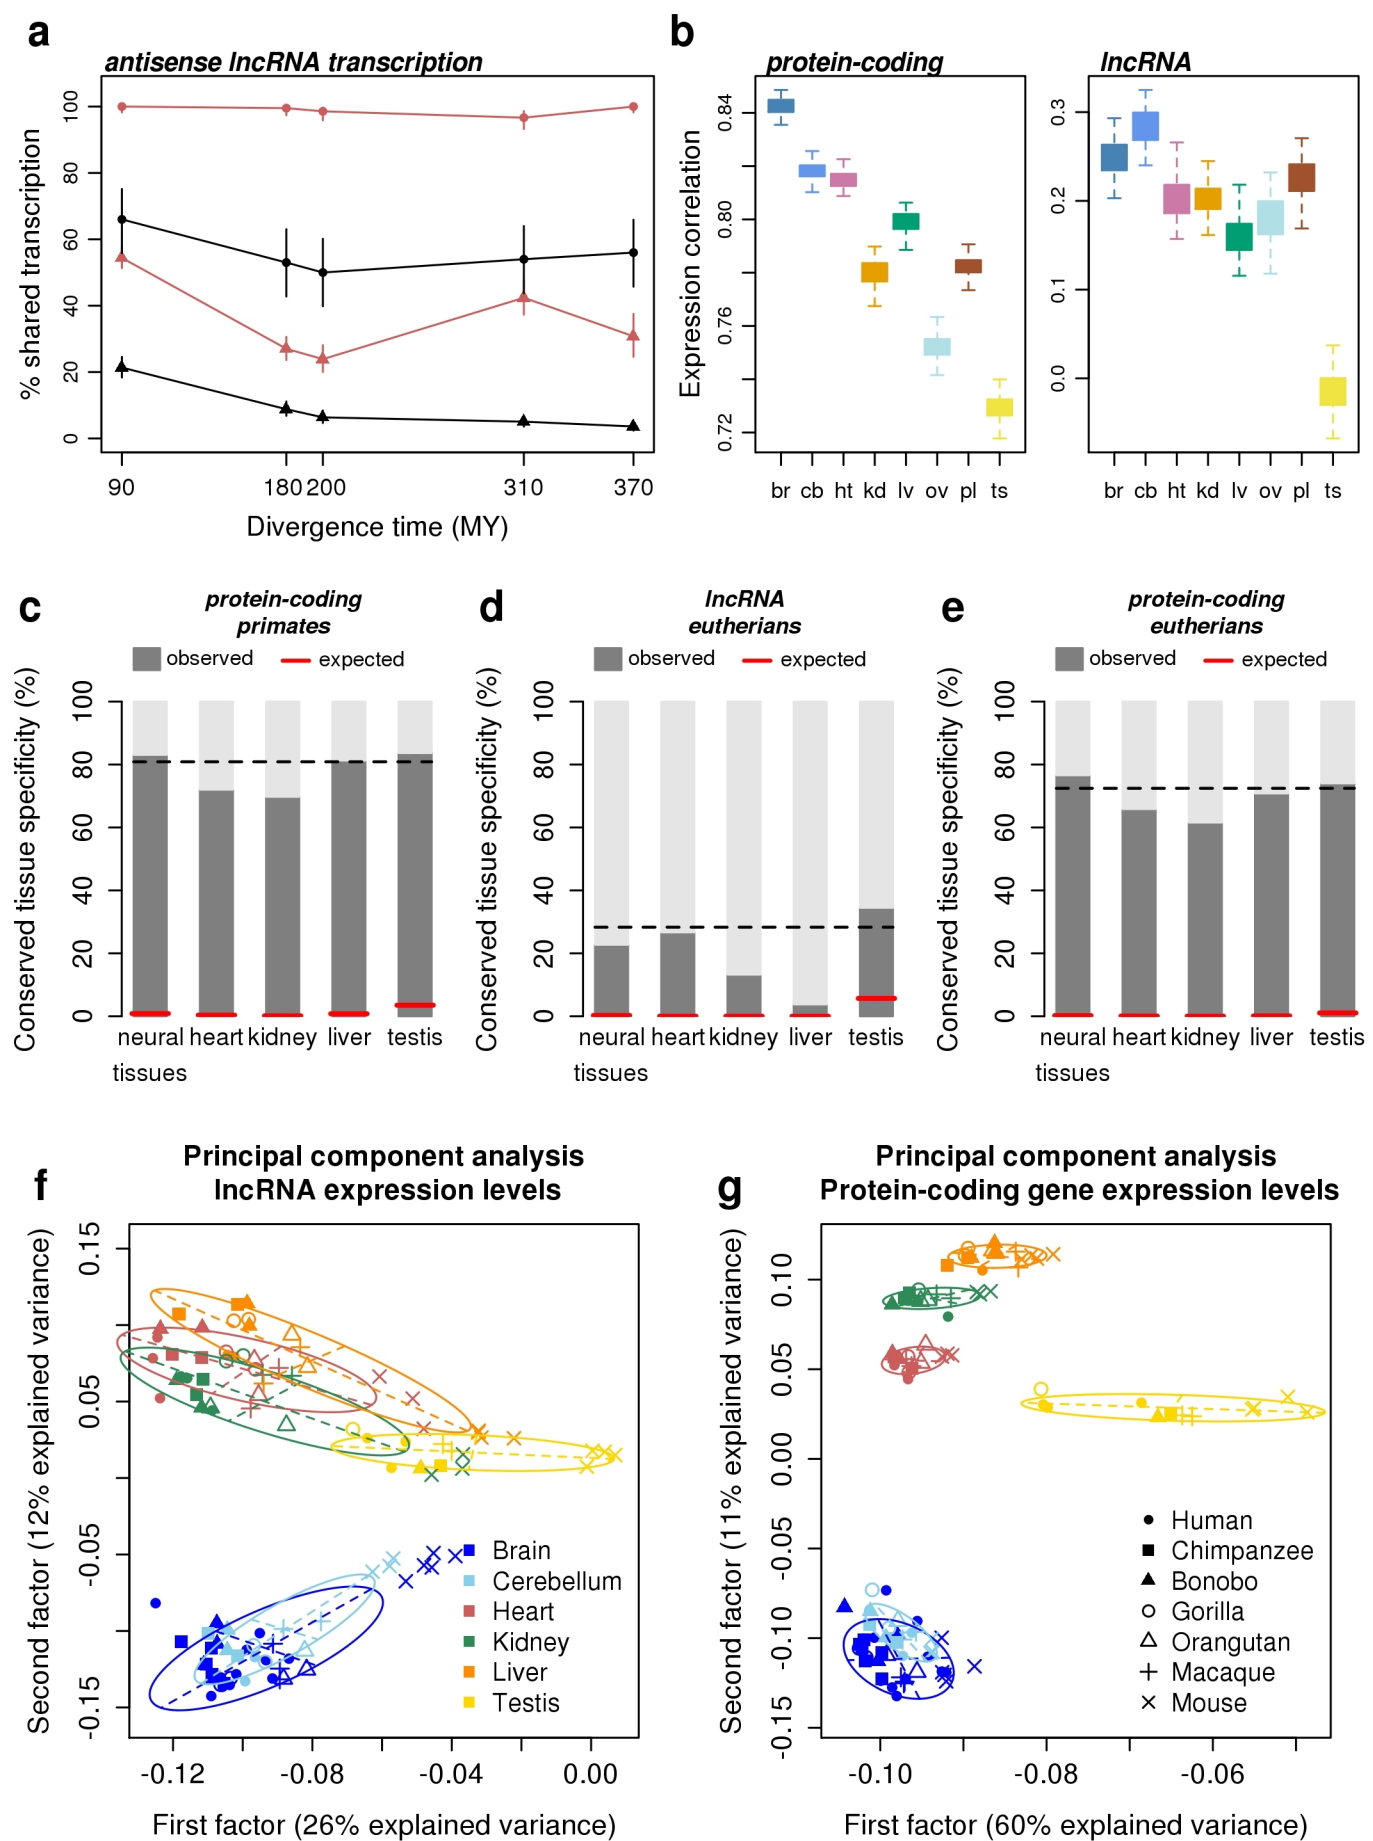 a
antisense lncRNA transcription
% shared transcription
100
80
60
40
20
0
90
180
200
310
370
Divergence time (MY)
b
protein-coding
Expression correlation
0.84
0.80
0.76
0.72
br cb ht kd lv ov pl ts
lncRNA
0.3
0.2
0.1
0.0
br cb ht kd lv ov pl ts
c
protein-coding
primates
observed
expected
Conserved tissue specificity (%)
100
80
60
40
20
0
neural heart kidney liver testis
tissues
d
lncRNA
eutherians
observed
expected
Conserved tissue specificity (%)
100
80
60
40
20
0
neural heart kidney liver testis
tissues
e
protein-coding
eutherians
observed
expected
Conserved tissue specificity (%)
100
80
60
40
20
0
neural heart kidney liver testis
tissues
f
Principal component analysis
lncRNA expression levels
Second factor (12% explained variance)
0.15
0.05
-0.05
-0.15
Brain
Cerebellum
Heart
Kidney
Liver
Testis
-0.12
-0.08
-0.04
0.00
First factor (26% explained variance)
g
Principal component analysis
Protein-coding gene expression levels
Second factor (11% explained variance)
0.10
0.05
0.00
-0.05
-0.10
-0.15
Human
Chimpanzee
Bonobo
Gorilla
Orangutan
Macaque
Mouse
-0.10
-0.08
-0.06
First factor (60% explained variance)